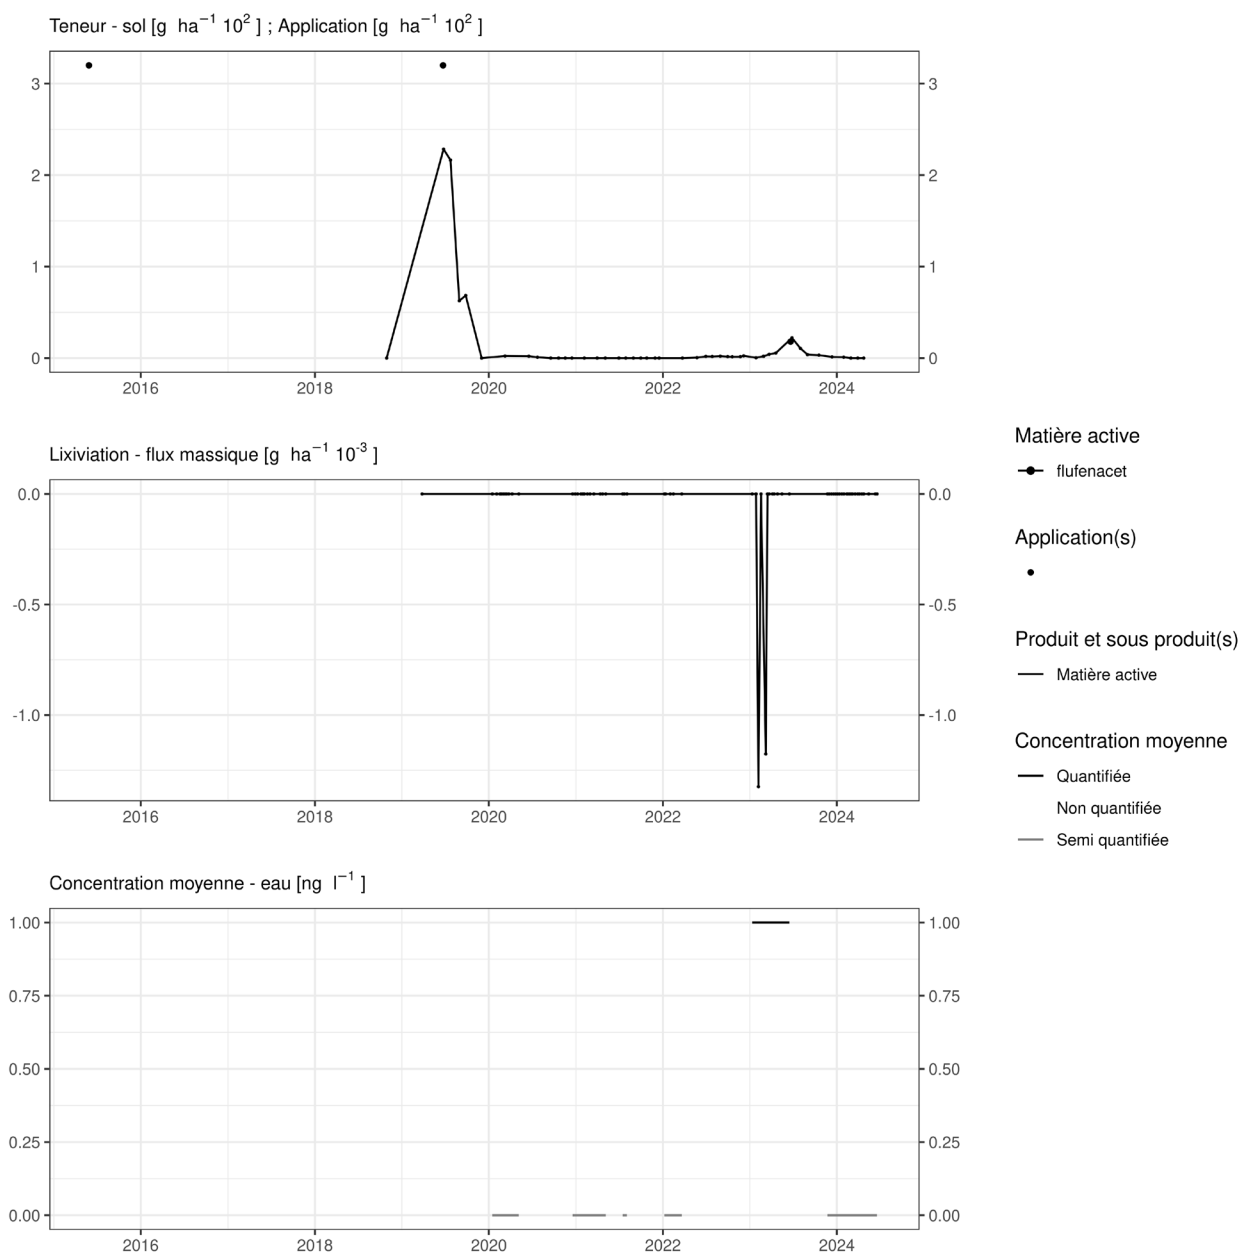 Teneur - sol [g ha⁻¹ 10² ] ; Application [g ha⁻¹ 10² ]
3 3
2 2
1 1
0 0
2016 2018 2020 2022 2024
Lixiviation - flux massique [g ha⁻¹ 10⁻³ ]
0.0 0.0
-0.5 -0.5
-1.0 -1.0
2016 2018 2020 2022 2024
Concentration moyenne - eau [ng l⁻¹ ]
1.00 1.00
0.75 0.75
0.50 0.50
0.25 0.25
0.00 0.00
2016 2018 2020 2022 2024
Matière active
flufenacet
Application(s)
Produit et sous produit(s)
Matière active
Concentration moyenne
Quantifiée
Non quantifiée
Semi quantifiée